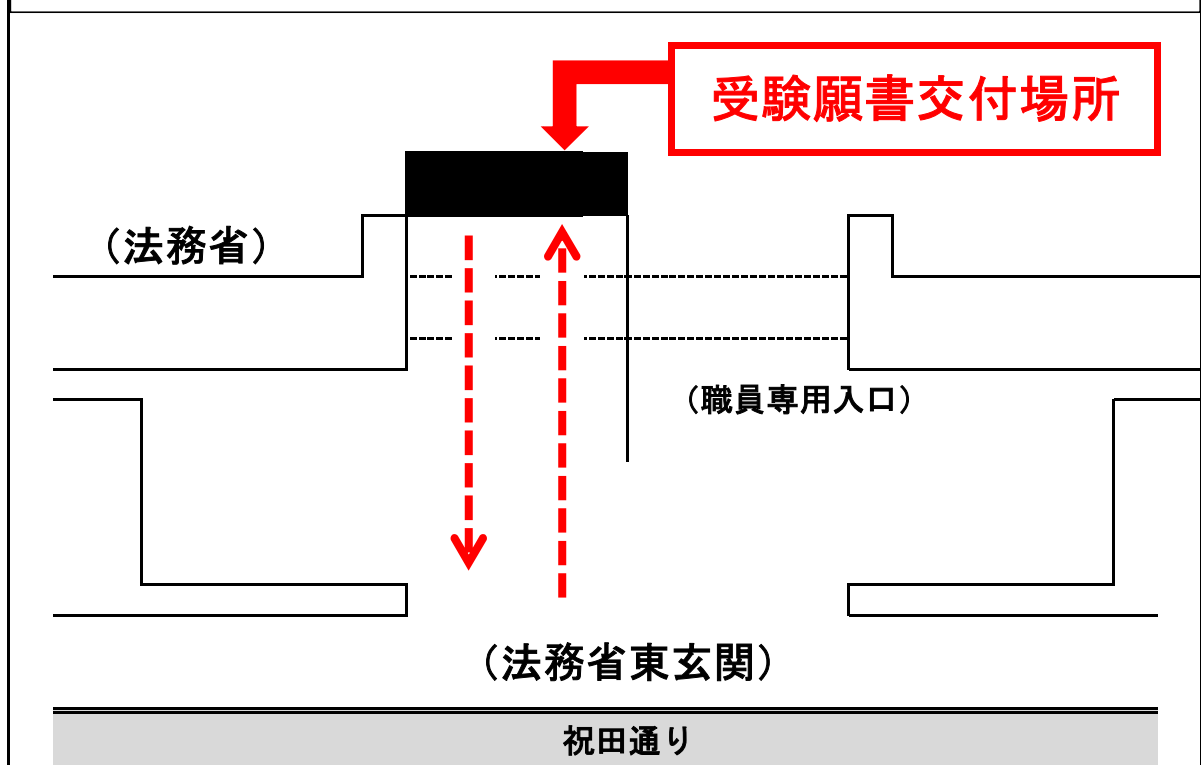 受験願書交付場所
（法務省）
（職員専用入口）
（法務省東玄関）
祝田通り